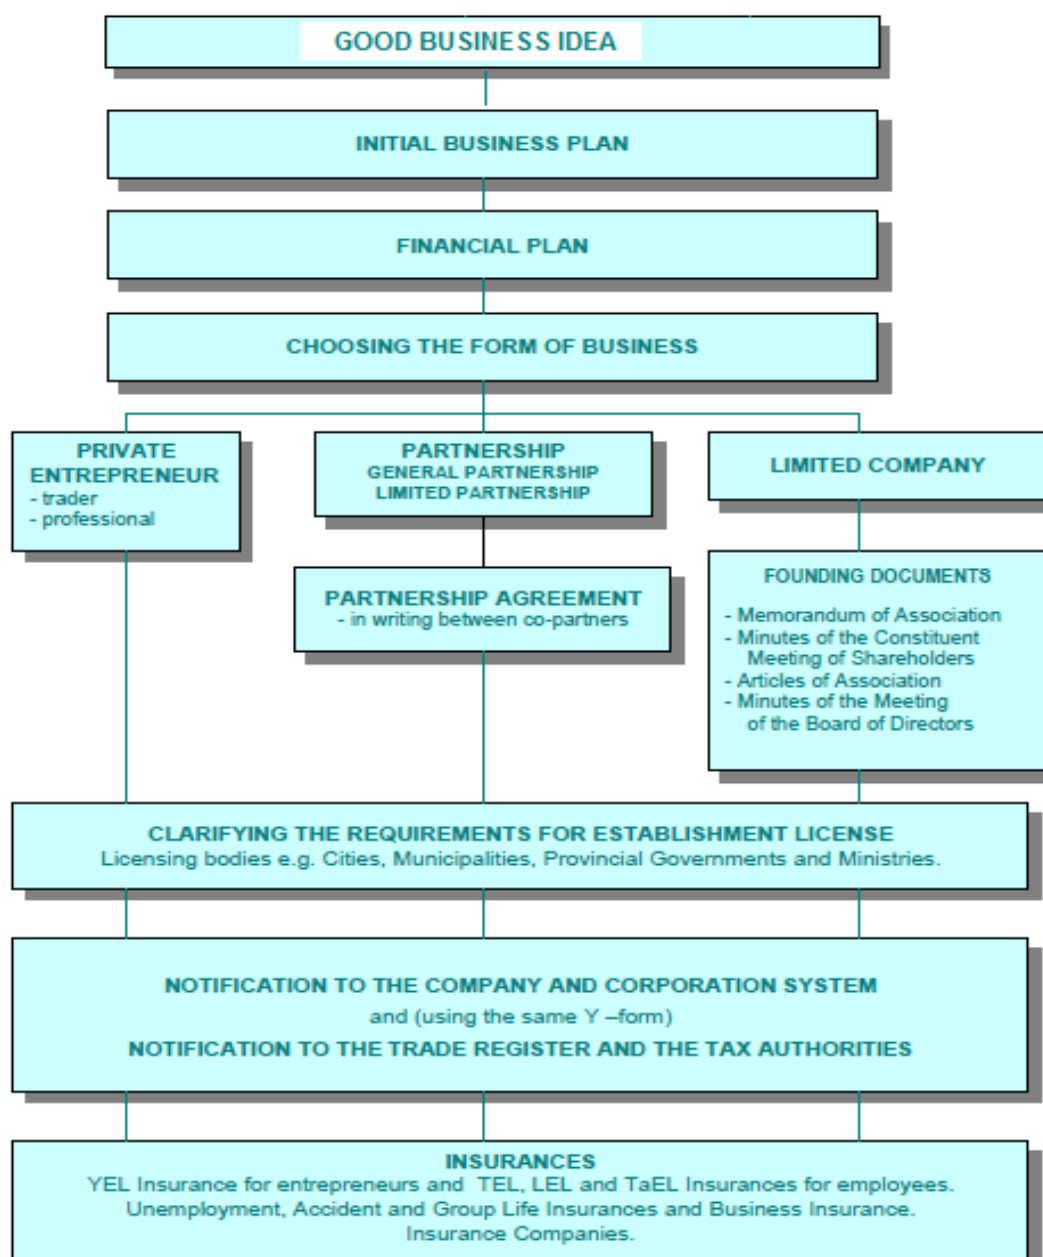 GOOD BUSINESS IDEA
INITIAL BUSINESS PLAN
FINANCIAL PLAN
CHOOSING THE FORM OF BUSINESS
PRIVATE
ENTREPRENEUR
- trader
- professional
PARTNERSHIP
GENERAL PARTNERSHIP
LIMITED PARTNERSHIP
LIMITED COMPANY
PARTNERSHIP AGREEMENT
- in writing between co-partners
FOUNDING DOCUMENTS
- Memorandum of Association
- Minutes of the Constituent
Meeting of Shareholders
- Articles of Association
- Minutes of the Meeting
of the Board of Directors
CLARIFYING THE REQUIREMENTS FOR ESTABLISHMENT LICENSE
Licensing bodies e.g. Cities, Municipalities, Provincial Governments and Ministries.
NOTIFICATION TO THE COMPANY AND CORPORATION SYSTEM
and (using the same Y –form)
NOTIFICATION TO THE TRADE REGISTER AND THE TAX AUTHORITIES
INSURANCES
YEL Insurance for entrepreneurs and TEL, LEL and TaEL Insurances for employees.
Unemployment, Accident and Group Life Insurances and Business Insurance.
Insurance Companies.